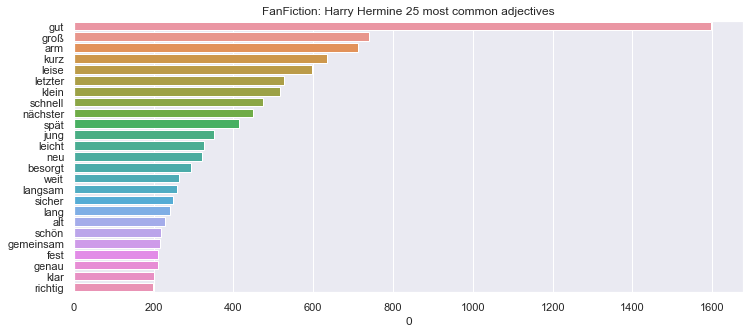 FanFiction: Harry Hermine 25 most common adjectives
gut
groß
arm
kurz
leise
letzter
klein
schnell
nächster
spät
jung
leicht
neu
besorgt
weit
langsam
sicher
lang
alt
schön
gemeinsam
fest
genau
klar
richtig
0 200 400 600 800 1000 1200 1400 1600
0